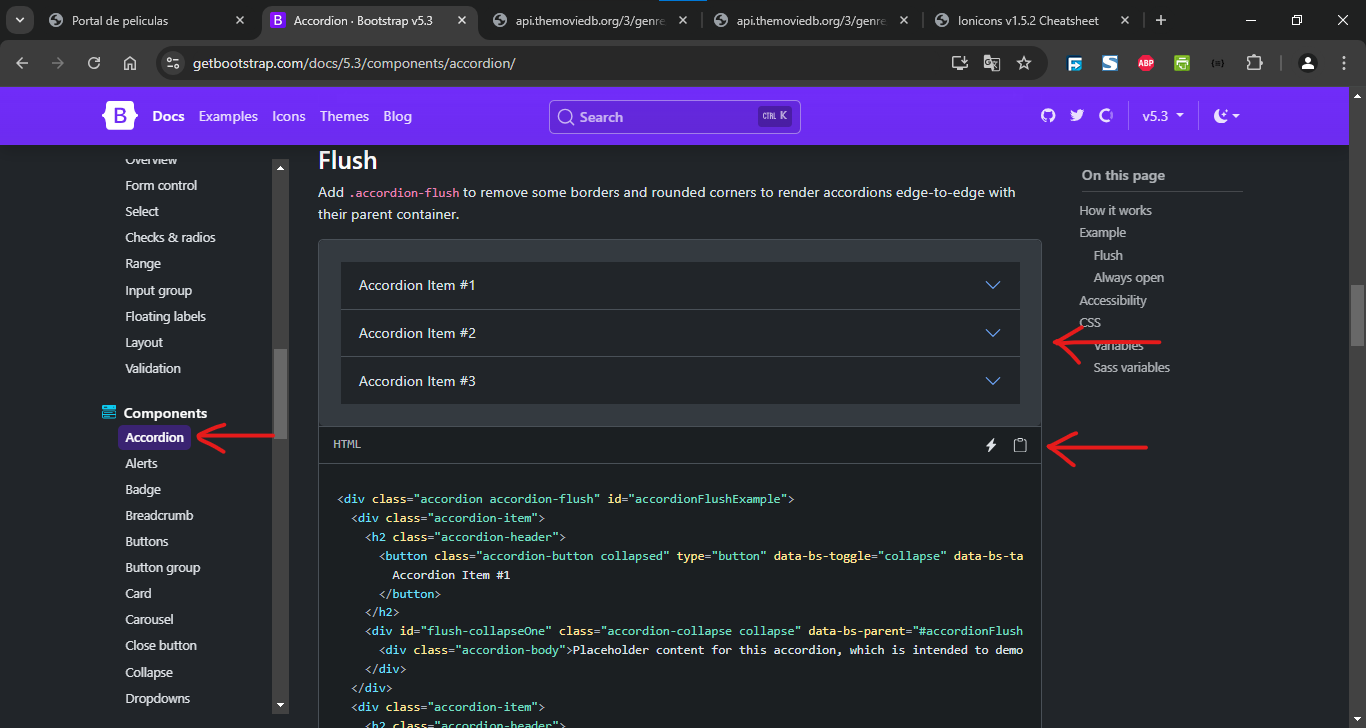 Portal de peliculas
Accordion · Bootstrap v5.3
api.themoviedb.org/3/genre
api.themoviedb.org/3/genre
Ionicons v1.5.2 Cheatsheet
getbootstrap.com/docs/5.3/components/accordion/
ABP
B Docs Examples Icons Themes Blog
Search CTRL K
v5.3
Overview
Form control
Select
Checks & radios
Range
Input group
Floating labels
Layout
Validation
Components
Accordion
Alerts
Badge
Breadcrumb
Buttons
Button group
Card
Carousel
Close button
Collapse
Dropdowns
Flush
Add .accordion-flush to remove some borders and rounded corners to render accordions edge-to-edge with
their parent container.
Accordion Item #1
Accordion Item #2
Accordion Item #3
HTML
<div class="accordion accordion-flush" id="accordionFlushExample">
<div class="accordion-item">
<h2 class="accordion-header">
<button class="accordion-button collapsed" type="button" data-bs-toggle="collapse" data-bs-ta
Accordion Item #1
</button>
</h2>
<div id="flush-collapseOne" class="accordion-collapse collapse" data-bs-parent="#accordionFlush
<div class="accordion-body">Placeholder content for this accordion, which is intended to demo
</div>
</div>
<div class="accordion-item">
<h2 class="accordion-header">
On this page
How it works
Example
Flush
Always open
Accessibility
CSS
Variables
Sass variables